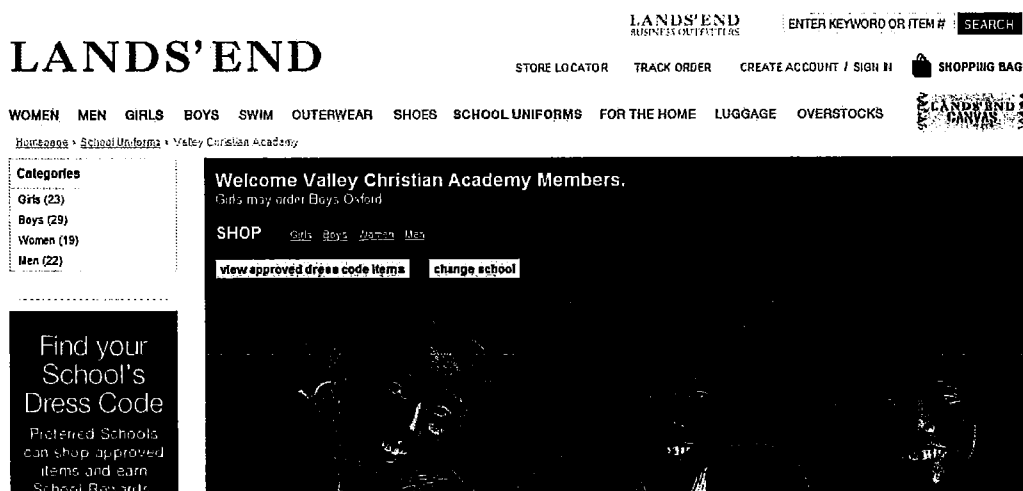 LANDS'END
BUSINESS OUTFITTERS
ENTER KEYWORD OR ITEM # SEARCH
LANDS'END
STORE LOCATOR TRACK ORDER CREATE ACCOUNT / SIGN IN SHOPPING BAG
WOMEN MEN GIRLS BOYS SWIM OUTERWEAR SHOES SCHOOL UNIFORMS FOR THE HOME LUGGAGE OVERSTOCKS
LANDS' END
CANVAS
Homepage > School Uniforms > Valley Christian Academy
Categories
Girls (23)
Boys (29)
Women (19)
Men (22)
Welcome Valley Christian Academy Members.
Girls may order Boys Oxford
SHOP Girls Boys Women Men
view approved dress code items change school
Find your
School's
Dress Code
Preferred Schools
can shop approved
items and earn
School Rewards